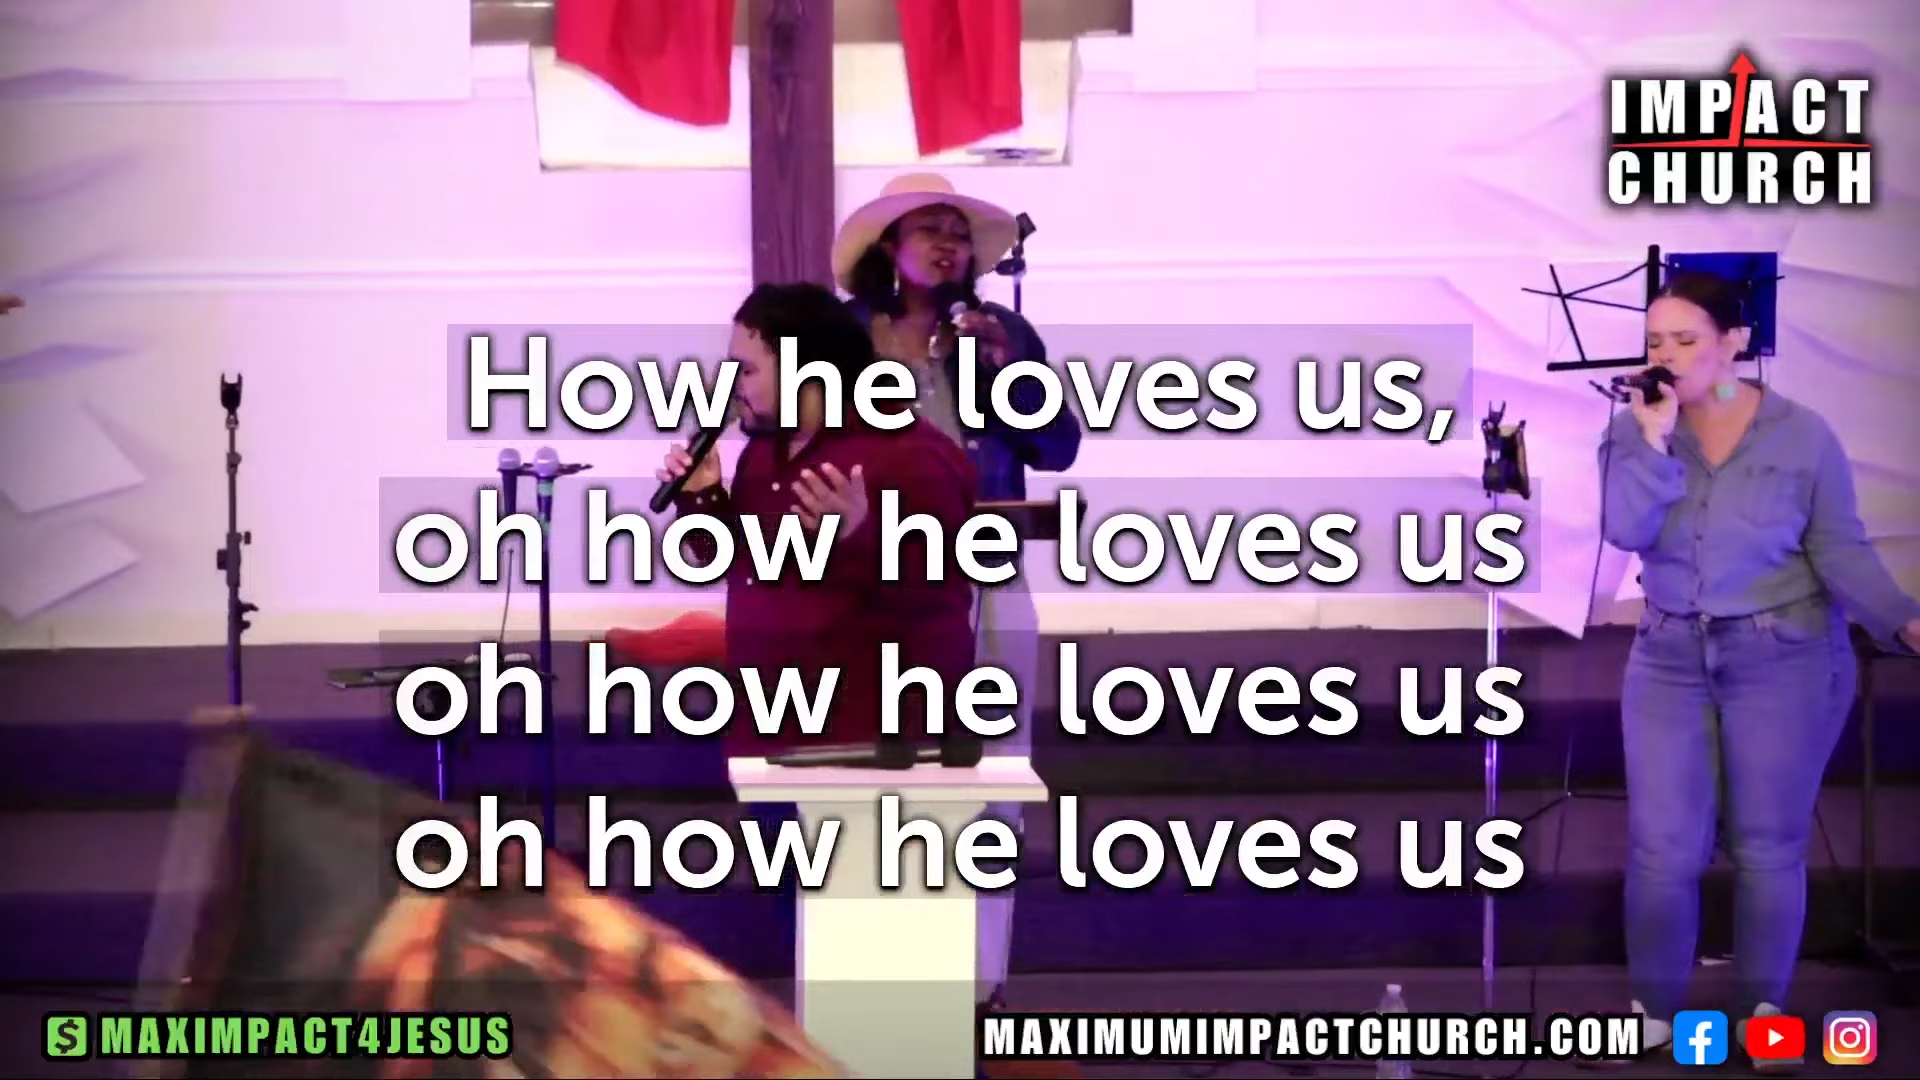 IMPACT
CHURCH
How he loves us,
oh how he loves us
oh how he loves us
oh how he loves us
$ MAXIMPACT4JESUS
MAXIMUMIMPACTCHURCH.COM